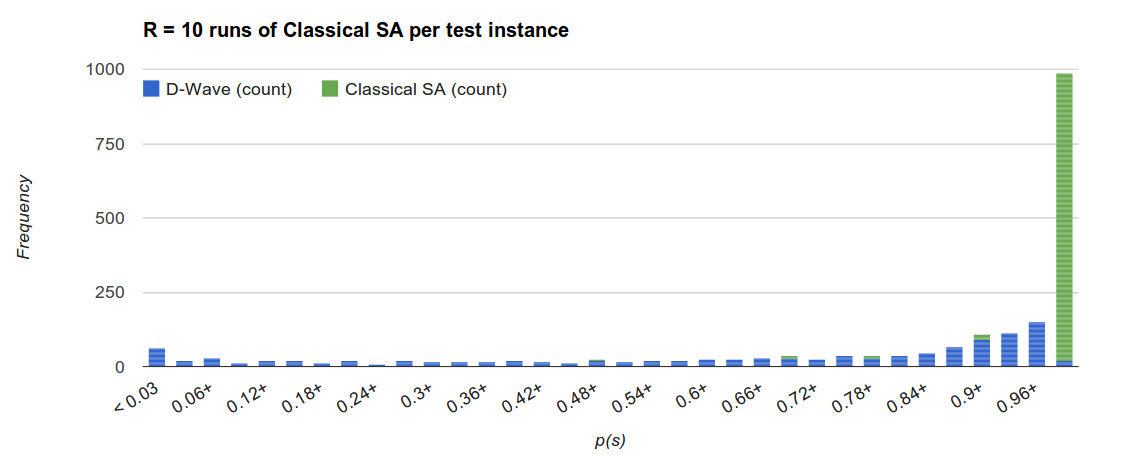 R = 10 runs of Classical SA per test instance
D-Wave (count) Classical SA (count)
1000
750
500
250
0
Frequency
< 0.03 0.06+ 0.12+ 0.18+ 0.24+ 0.3+ 0.36+ 0.42+ 0.48+ 0.54+ 0.6+ 0.66+ 0.72+ 0.78+ 0.84+ 0.9+ 0.96+
p(s)